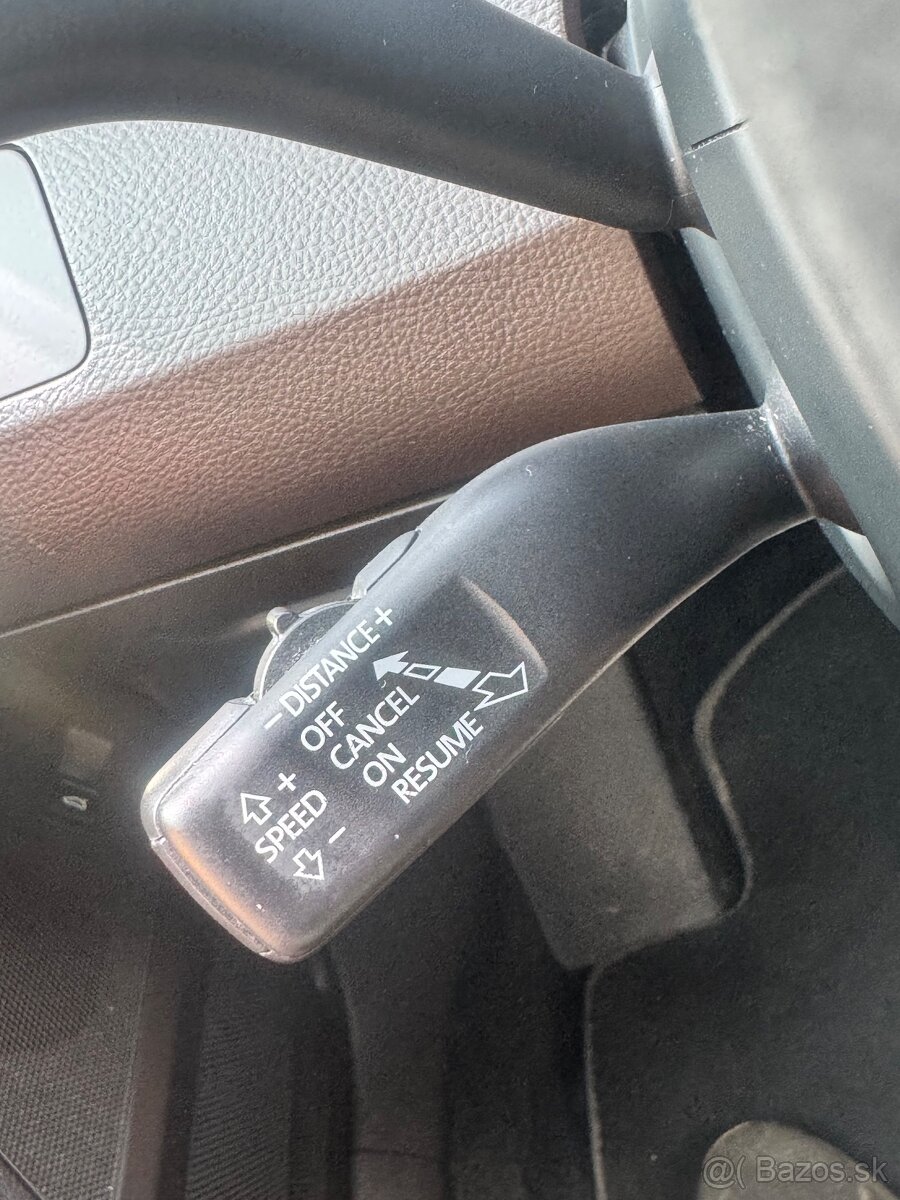 - DISTANCE+
OFF
CANCEL
ON
RESUME
+
SPEED
-
@( Bazos.sk